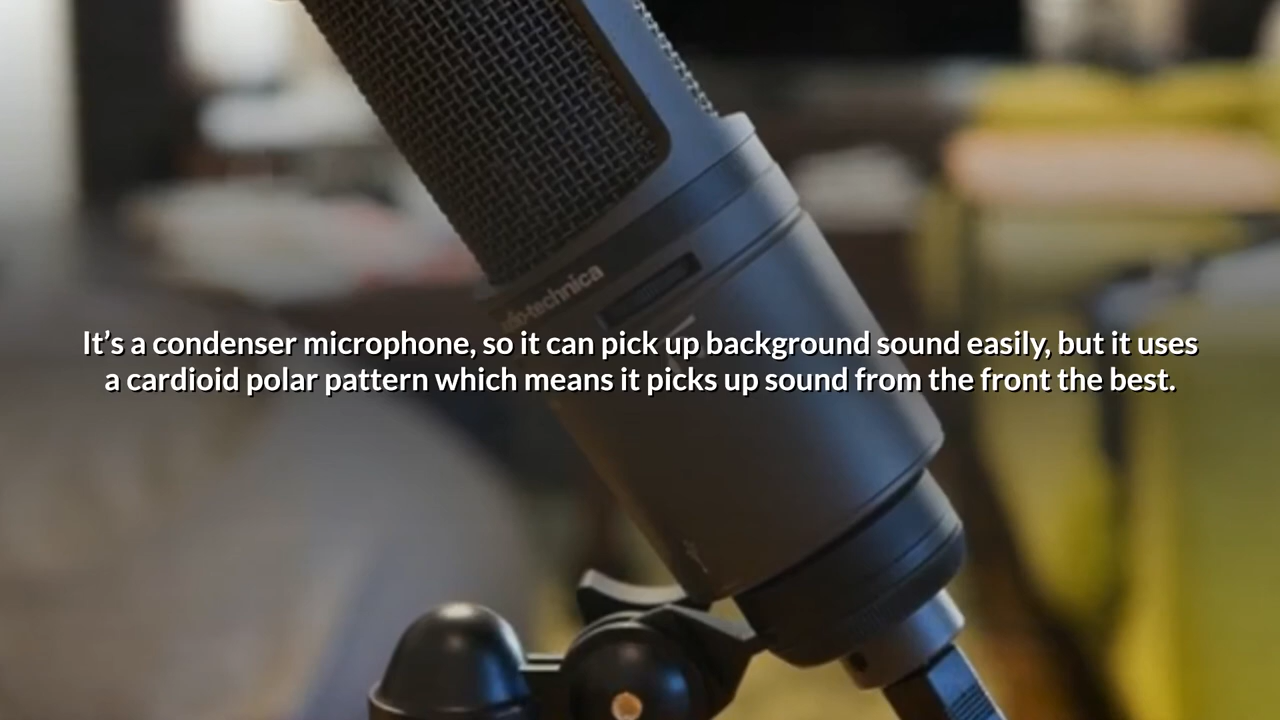 audio-technica
It’s a condenser microphone, so it can pick up background sound easily, but it uses
a cardioid polar pattern which means it picks up sound from the front the best.